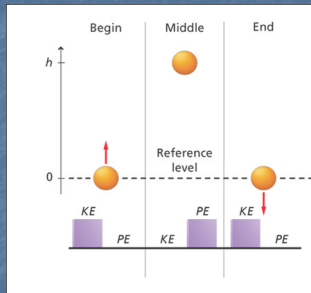 Begin Middle End
h
Reference
level
0
KE PE KE
PE KE PE